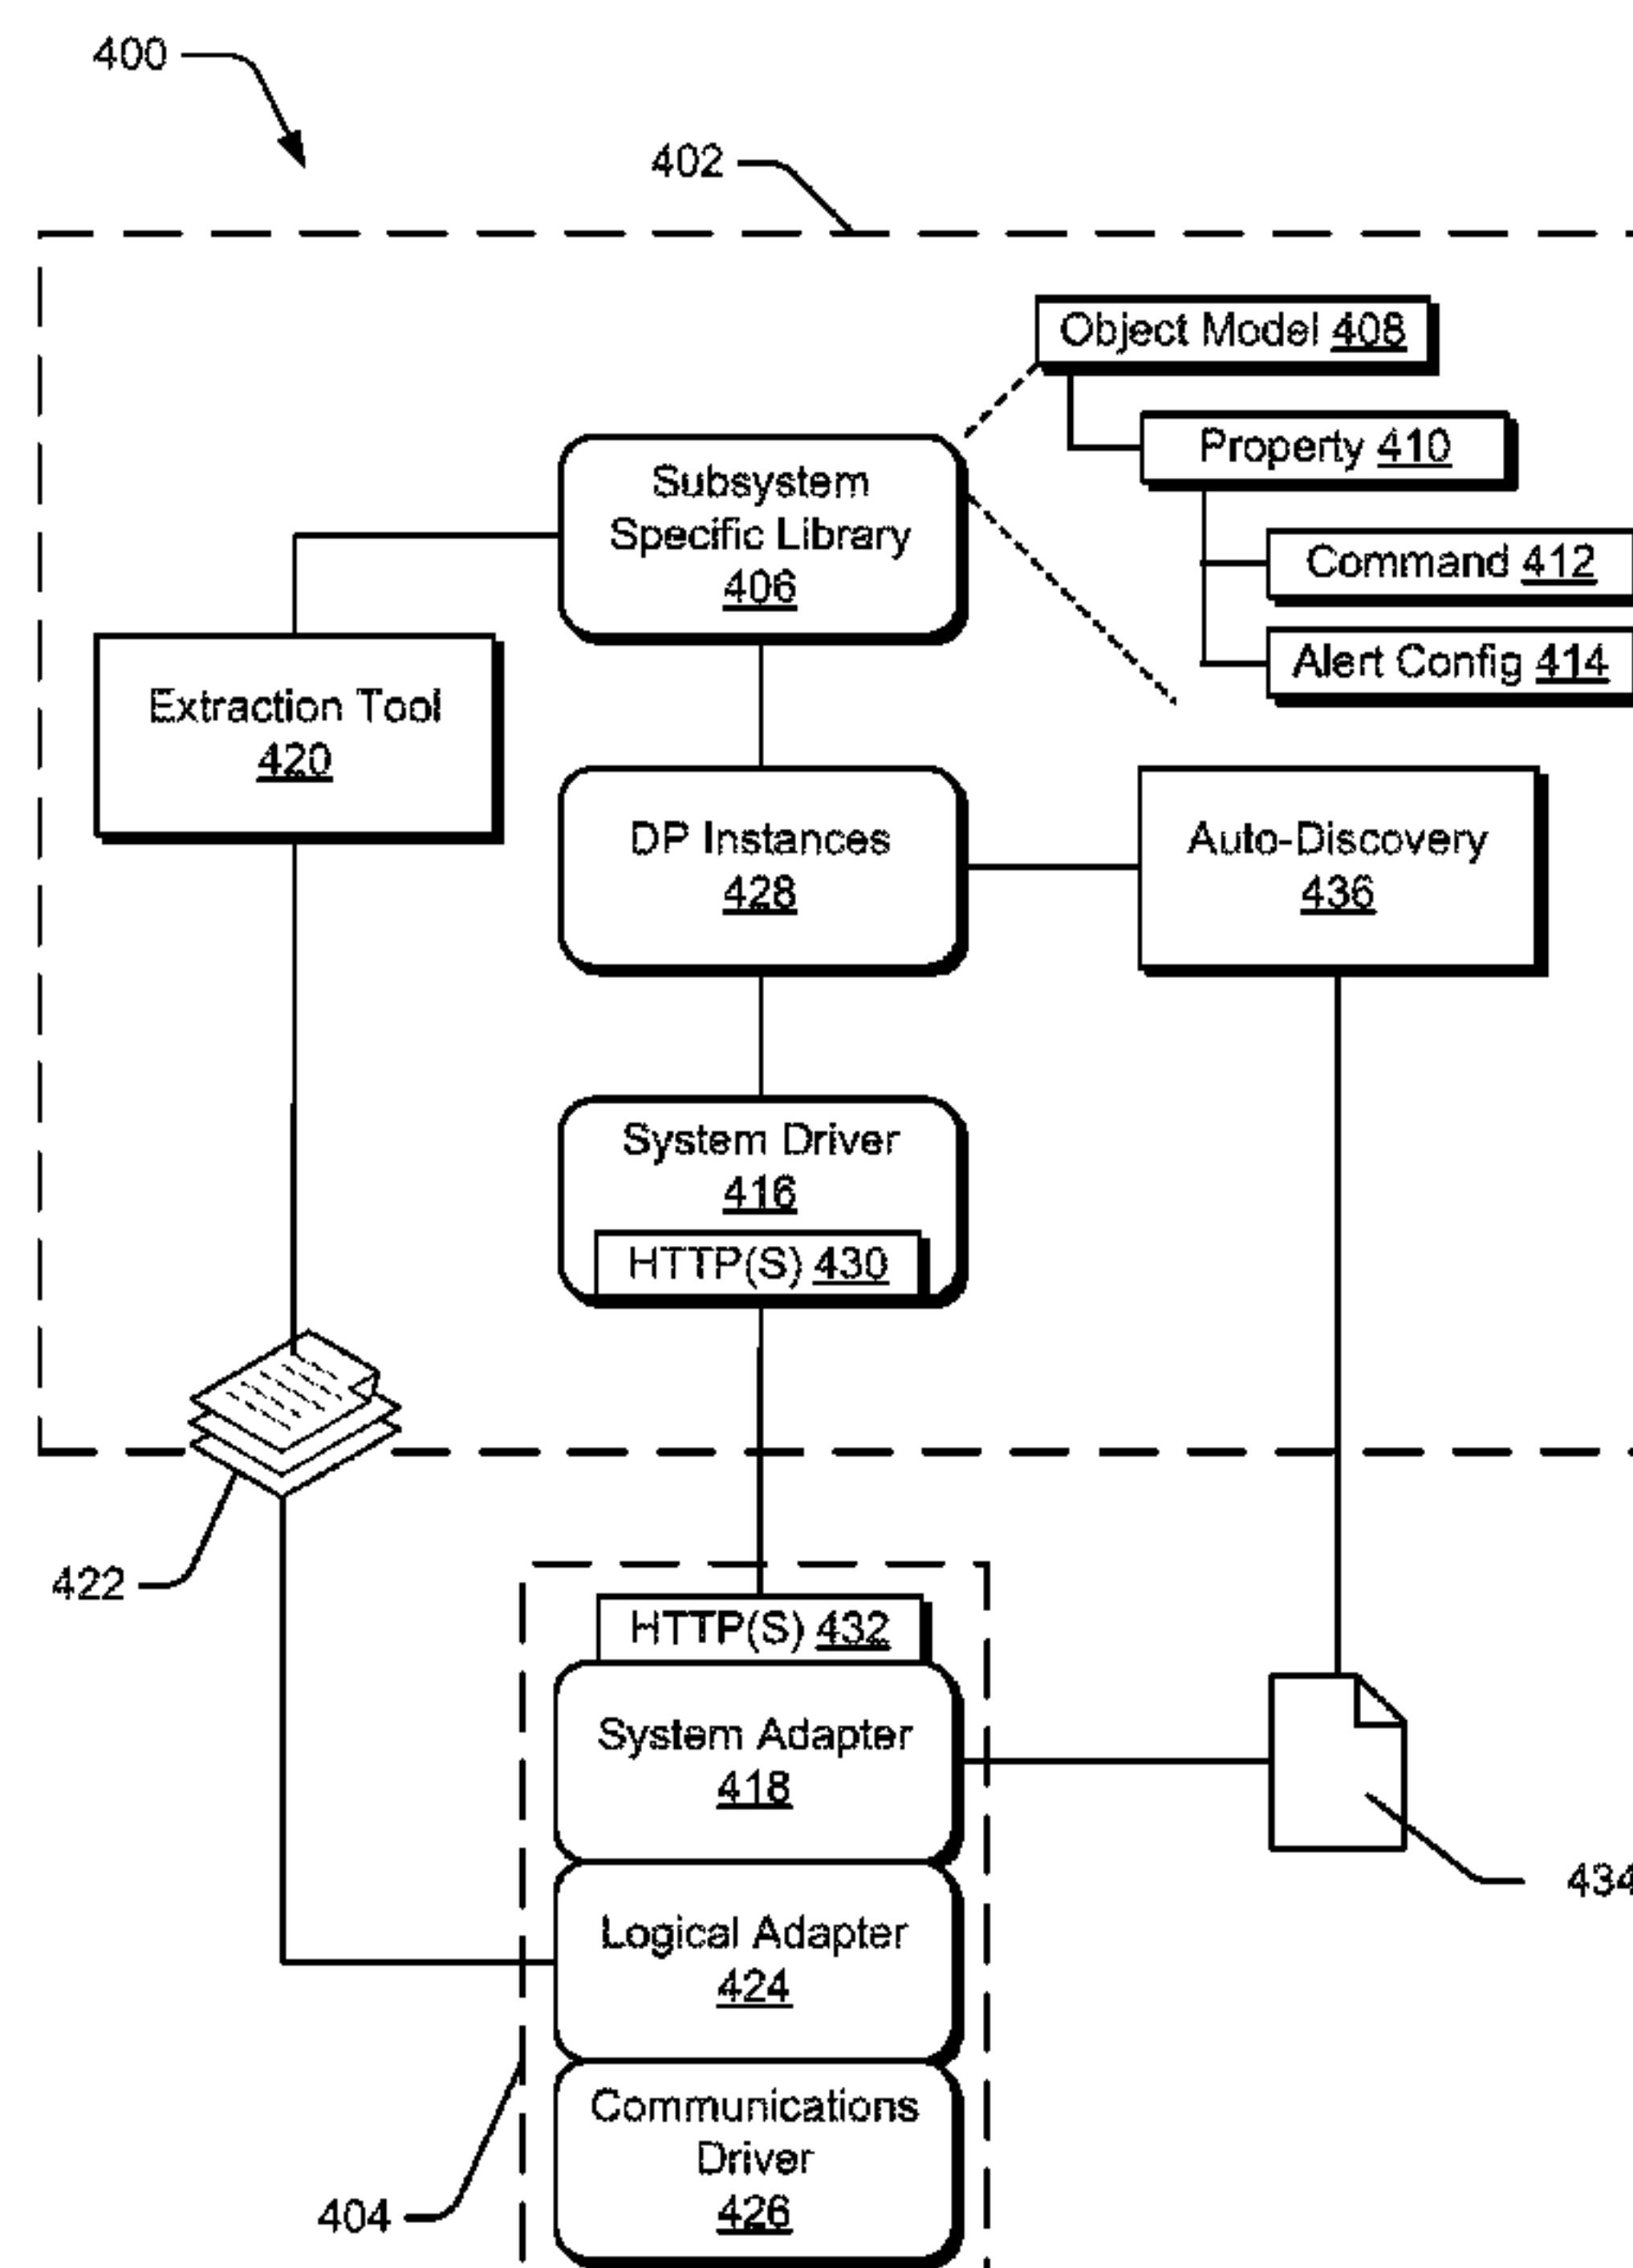 400
402
Object Model 408
Property 410
Subsystem
Specific Library
406
Command 412
Alert Config 414
Extraction Tool
420
DP Instances
428
Auto-Discovery
436
System Driver
416
HTTP(S) 430
422
HTTP(S) 432
System Adapter
418
434
Logical Adapter
424
Communications
Driver
426
404